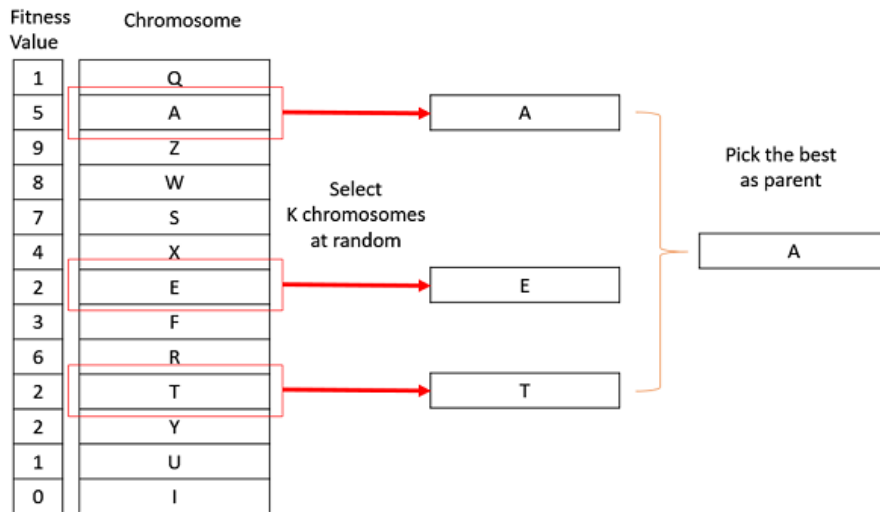 Fitness
Value
Chromosome
1 Q
5 A
9 Z
8 W
7 S
4 X
2 E
3 F
6 R
2 T
2 Y
1 U
0 I
Select
K chromosomes
at random
A
E
T
Pick the best
as parent
A